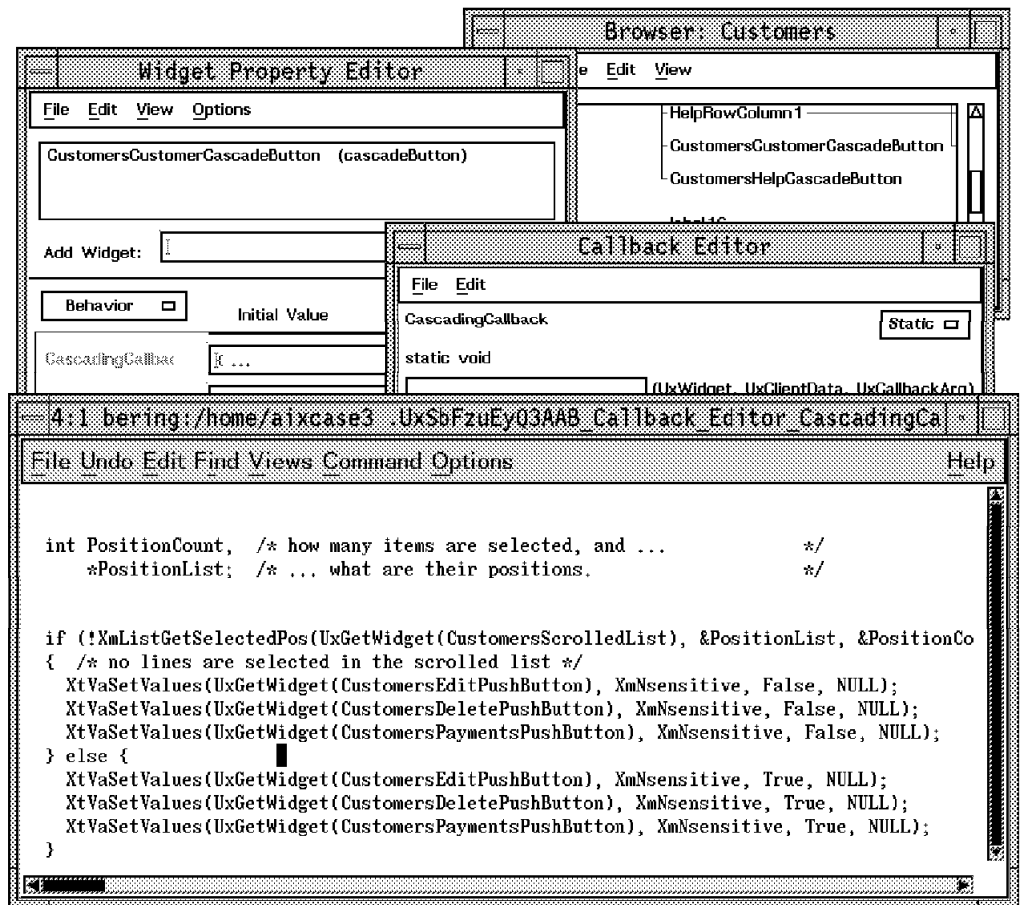 Browser: Customers
e Edit View
HelpRowColumn1
CustomersCustomerCascadeButton
CustomersHelpCascadeButton
Widget Property Editor
File Edit View Options
CustomersCustomerCascadeButton (cascadeButton)
Add Widget:
Behavior
Initial Value
CascadingCallbac
...
Callback Editor
File Edit
CascadingCallback
Static
static void
(UxWidget, UxClientData, UxCallbackArg)
4:1 bering:/home/aixcase3 .UxSbFzuEyQ3AAB_Callback_Editor_CascadingCa
File Undo Edit Find Views Command Options Help
int PositionCount, /* how many items are selected, and ... */
*PositionList; /* ... what are their positions. */
if (!XmListGetSelectedPos(UxGetWidget(CustomersScrolledList), &PositionList, &PositionCo
{ /* no lines are selected in the scrolled list */
XtVaSetValues(UxGetWidget(CustomersEditPushButton), XmNsensitive, False, NULL);
XtVaSetValues(UxGetWidget(CustomersDeletePushButton), XmNsensitive, False, NULL);
XtVaSetValues(UxGetWidget(CustomersPaymentsPushButton), XmNsensitive, False, NULL);
} else {
XtVaSetValues(UxGetWidget(CustomersEditPushButton), XmNsensitive, True, NULL);
XtVaSetValues(UxGetWidget(CustomersDeletePushButton), XmNsensitive, True, NULL);
XtVaSetValues(UxGetWidget(CustomersPaymentsPushButton), XmNsensitive, True, NULL);
}